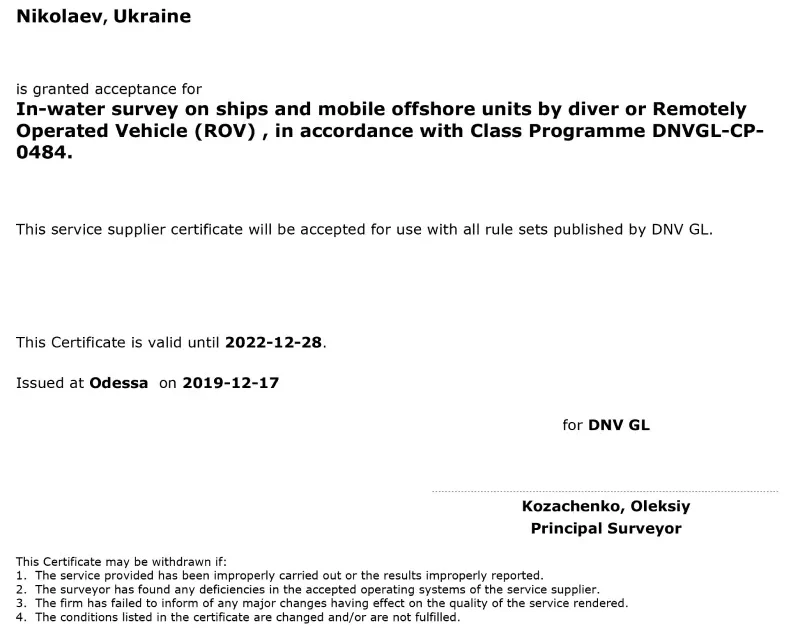 Nikolaev, Ukraine
is granted acceptance for
In-water survey on ships and mobile offshore units by diver or Remotely
Operated Vehicle (ROV) , in accordance with Class Programme DNVGL-CP-
0484.
This service supplier certificate will be accepted for use with all rule sets published by DNV GL.
This Certificate is valid until 2022-12-28.
Issued at Odessa on 2019-12-17
for DNV GL
Kozachenko, Oleksiy
Principal Surveyor
This Certificate may be withdrawn if:
1. The service provided has been improperly carried out or the results improperly reported.
2. The surveyor has found any deficiencies in the accepted operating systems of the service supplier.
3. The firm has failed to inform of any major changes having effect on the quality of the service rendered.
4. The conditions listed in the certificate are changed and/or are not fulfilled.